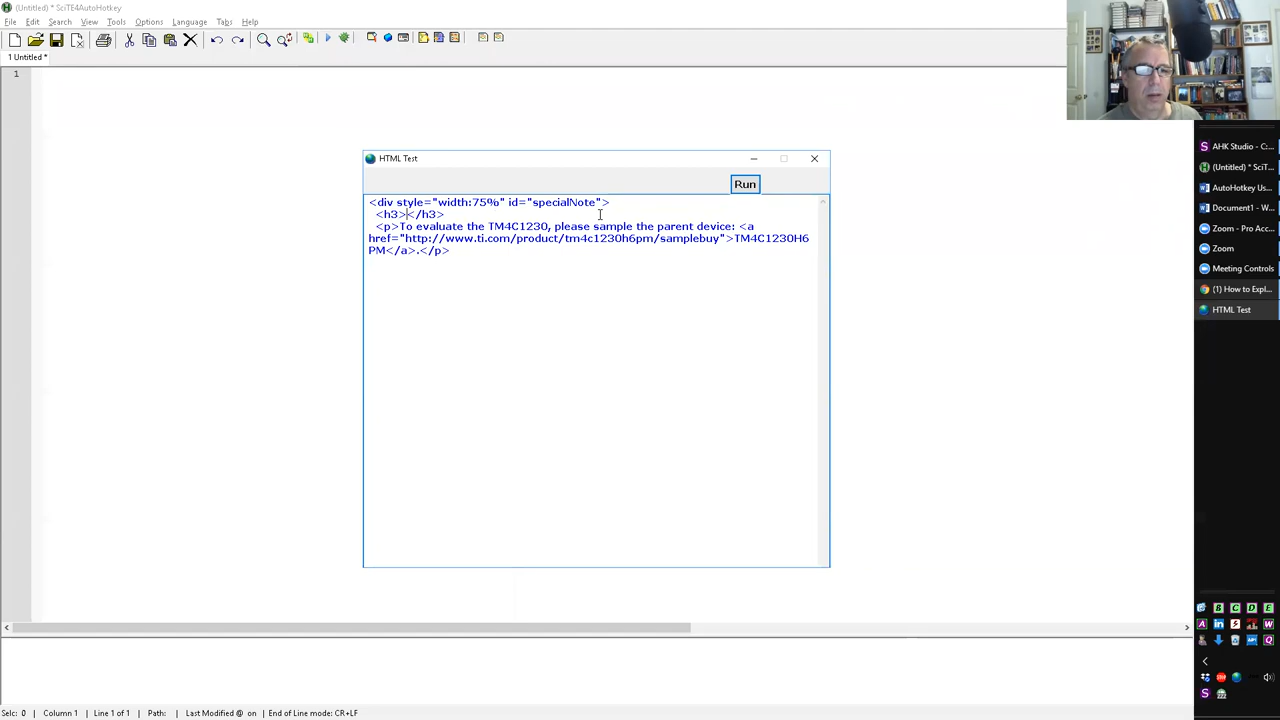 (Untitled) * SciTE4AutoHotkey
File Edit Search View Tools Options Language Tabs Help
1 Untitled *
1
HTML Test
Run
<div style="width:75%" id="specialNote">
<h3></h3>
<p>To evaluate the TM4C1230, please sample the parent device: <a
href="http://www.ti.com/product/tm4c1230h6pm/samplebuy">TM4C1230H6
PM</a>.</p>
S AHK Studio - C:...
H (Untitled) * SciT...
AutoHotkey Us...
Document1 - W...
Zoom - Pro Acc...
Zoom
Meeting Controls
(1) How to Expl...
HTML Test
B C D E
A in S W
AIP! Q
STOP
S
Selc: 0 Column 1 Line 1 of 1 Path: Last Modified @ on End of Line mode: CR+LF